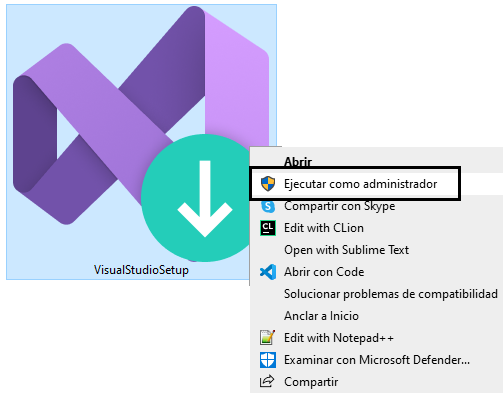 VisualStudioSetup
Abrir
Ejecutar como administrador
Compartir con Skype
Edit with CLion
Open with Sublime Text
Abrir con Code
Solucionar problemas de compatibilidad
Anclar a Inicio
Edit with Notepad++
Examinar con Microsoft Defender...
Compartir